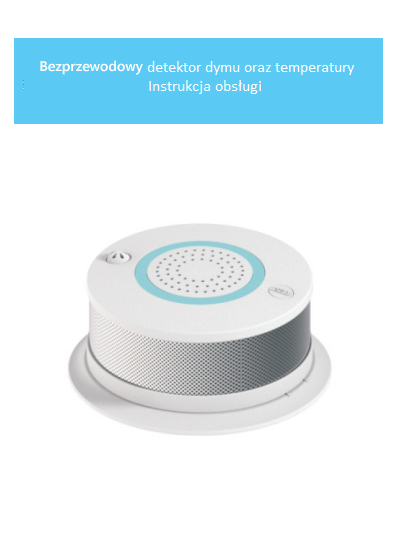 Bezprzewodowy detektor dymu oraz temperatury
Instrukcja obsługi